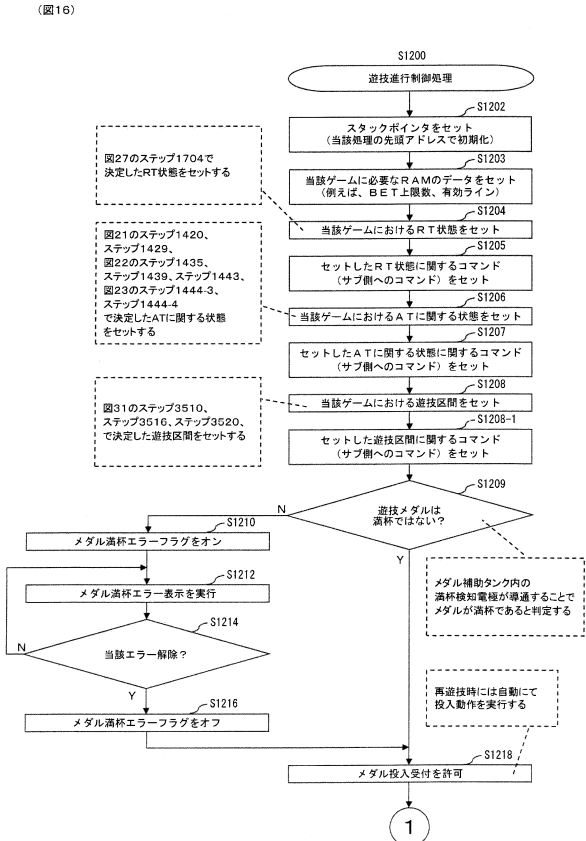 （図16）
S1200
遊技進行制御処理
S1202
スタックポインタをセット
（当該処理の先頭アドレスで初期化）
S1203
当該ゲームに必要なＲＡＭのデータをセット
（例えば、ＢＥＴ上限数、有効ライン）
図27のステップ1704で
決定したRT状態をセットする
S1204
当該ゲームにおけるＲＴ状態をセット
S1205
セットしたＲＴ状態に関するコマンド
（サブ側へのコマンド）をセット
図21のステップ1420、
ステップ1429、
図22のステップ1435、
ステップ1439、ステップ1443、
図23のステップ1444-3、
ステップ1444-4
で決定したATに関する状態
をセットする
S1206
当該ゲームにおけるＡＴに関する状態をセット
S1207
セットしたＡＴに関する状態に関するコマンド
（サブ側へのコマンド）をセット
S1208
当該ゲームにおける遊技区間をセット
図31のステップ3510、
ステップ3516、ステップ3520、
で決定した遊技区間をセットする
S1208-1
セットした遊技区間に関するコマンド
（サブ側へのコマンド）をセット
S1209
遊技メダルは
満杯ではない？
N
Y
S1210
メダル満杯エラーフラグをオン
S1212
メダル満杯エラー表示を実行
メダル補助タンク内の
満杯検知電極が導通することで
メダルが満杯であると判定する
S1214
当該エラー解除？
N
Y
S1216
メダル満杯エラーフラグをオフ
再遊技時には自動にて
投入動作を実行する
S1218
メダル投入受付を許可
1